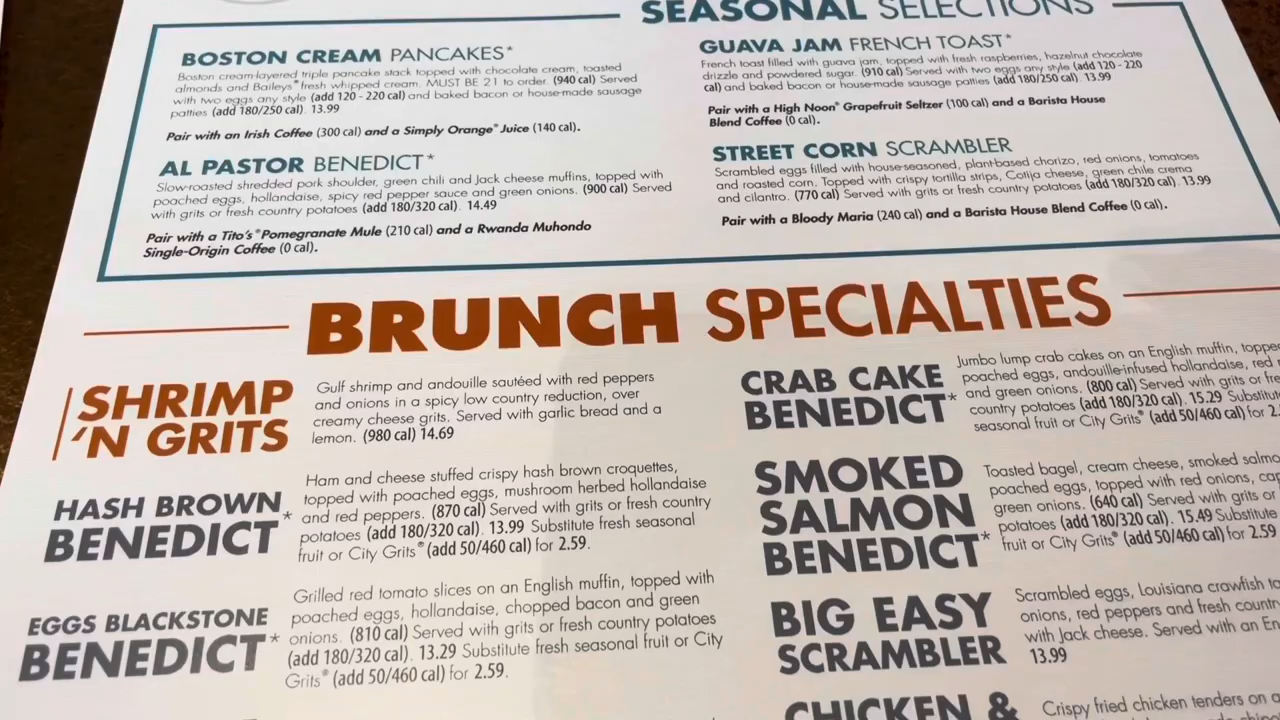 SEASONAL SELECTIONS
BOSTON CREAM PANCAKES*
Boston cream-layered triple pancake stack topped with chocolate cream, toasted
almonds and Baileys® fresh whipped cream. MUST BE 21 to order. (940 cal) Served
with two eggs any style (add 120 - 220 cal) and baked bacon or house-made sausage
patties (add 180/250 cal). 13.99
Pair with an Irish Coffee (300 cal) and a Simply Orange® Juice (140 cal).
AL PASTOR BENEDICT*
Slow-roasted shredded pork shoulder, green chili and Jack cheese muffins, topped with
poached eggs, hollandaise, spicy red pepper sauce and green onions. (900 cal) Served
with grits or fresh country potatoes (add 180/320 cal). 14.49
Pair with a Tito's® Pomegranate Mule (210 cal) and a Rwanda Muhondo
Single-Origin Coffee (0 cal).
GUAVA JAM FRENCH TOAST*
French toast filled with guava jam, topped with fresh raspberries, hazelnut chocolate
drizzle and powdered sugar. (910 cal) Served with two eggs any style (add 120 - 220
cal) and baked bacon or house-made sausage patties (add 180/250 cal). 13.99
Pair with a High Noon® Grapefruit Seltzer (100 cal) and a Barista House
Blend Coffee (0 cal).
STREET CORN SCRAMBLER
Scrambled eggs filled with house-seasoned, plant-based chorizo, red onions, tomatoes
and roasted corn. Topped with crispy tortilla strips, Cotija cheese, green chile crema
and cilantro. (770 cal) Served with grits or fresh country potatoes (add 180/320 cal). 13.99
Pair with a Bloody Maria (240 cal) and a Barista House Blend Coffee (0 cal).
BRUNCH SPECIALTIES
SHRIMP
'N GRITS
Gulf shrimp and andouille sautéed with red peppers
and onions in a spicy low country reduction, over
creamy cheese grits. Served with garlic bread and a
lemon. (980 cal) 14.69
HASH BROWN
BENEDICT*
Ham and cheese stuffed crispy hash brown croquettes,
topped with poached eggs, mushroom herbed hollandaise
and red peppers. (870 cal) Served with grits or fresh country
potatoes (add 180/320 cal). 13.99 Substitute fresh seasonal
fruit or City Grits® (add 50/460 cal) for 2.59.
EGGS BLACKSTONE
BENEDICT*
Grilled red tomato slices on an English muffin, topped with
poached eggs, hollandaise, chopped bacon and green
onions. (810 cal) Served with grits or fresh country potatoes
(add 180/320 cal). 13.29 Substitute fresh seasonal fruit or City
Grits® (add 50/460 cal) for 2.59.
CRAB CAKE
BENEDICT*
Jumbo lump crab cakes on an English muffin, toppe
poached eggs, andouille-infused hollandaise, red
and green onions. (800 cal) Served with grits or fre
country potatoes (add 180/320 cal). 15.29 Substitut
seasonal fruit or City Grits® (add 50/460 cal) for 2.
SMOKED
SALMON
BENEDICT*
Toasted bagel, cream cheese, smoked salmo
poached eggs, topped with red onions, cap
green onions. (640 cal) Served with grits or
potatoes (add 180/320 cal). 15.49 Substitute
fruit or City Grits® (add 50/460 cal) for 2.59
BIG EASY
SCRAMBLER
Scrambled eggs, Louisiana crawfish ta
onions, red peppers and fresh countr
with Jack cheese. Served with an En
13.99
CHICKEN &
Crispy fried chicken tenders on a